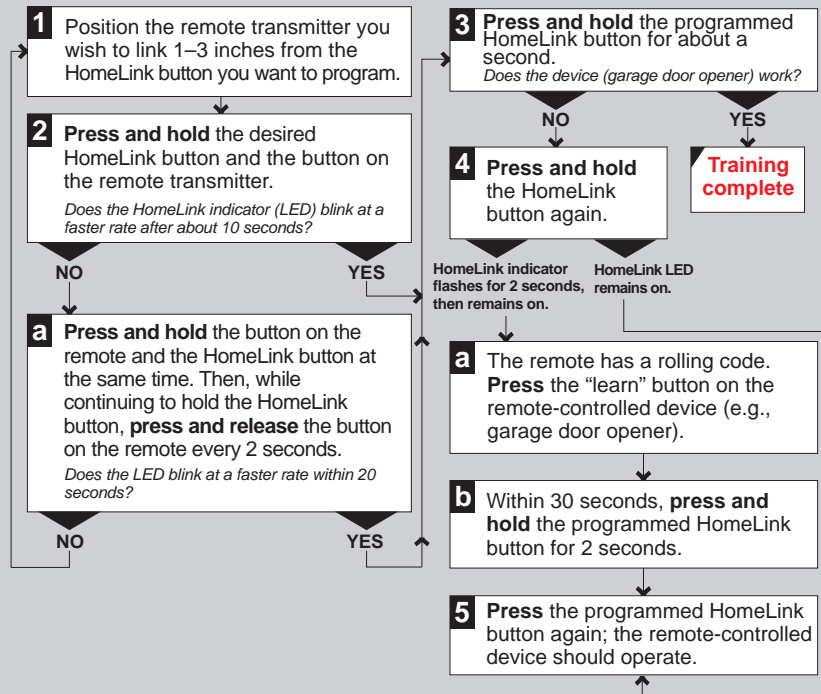 1 Position the remote transmitter you
wish to link 1–3 inches from the
HomeLink button you want to program.
2 Press and hold the desired
HomeLink button and the button on
the remote transmitter.
Does the HomeLink indicator (LED) blink at a
faster rate after about 10 seconds?
NO YES
a Press and hold the button on the
remote and the HomeLink button at
the same time. Then, while
continuing to hold the HomeLink
button, press and release the button
on the remote every 2 seconds.
Does the LED blink at a faster rate within 20
seconds?
NO YES
3 Press and hold the programmed
HomeLink button for about a
second.
Does the device (garage door opener) work?
NO YES
4 Press and hold
the HomeLink
button again.
Training
complete
HomeLink indicator
flashes for 2 seconds,
then remains on.
HomeLink LED
remains on.
a The remote has a rolling code.
Press the “learn” button on the
remote-controlled device (e.g.,
garage door opener).
b Within 30 seconds, press and
hold the programmed HomeLink
button for 2 seconds.
5 Press the programmed HomeLink
button again; the remote-controlled
device should operate.